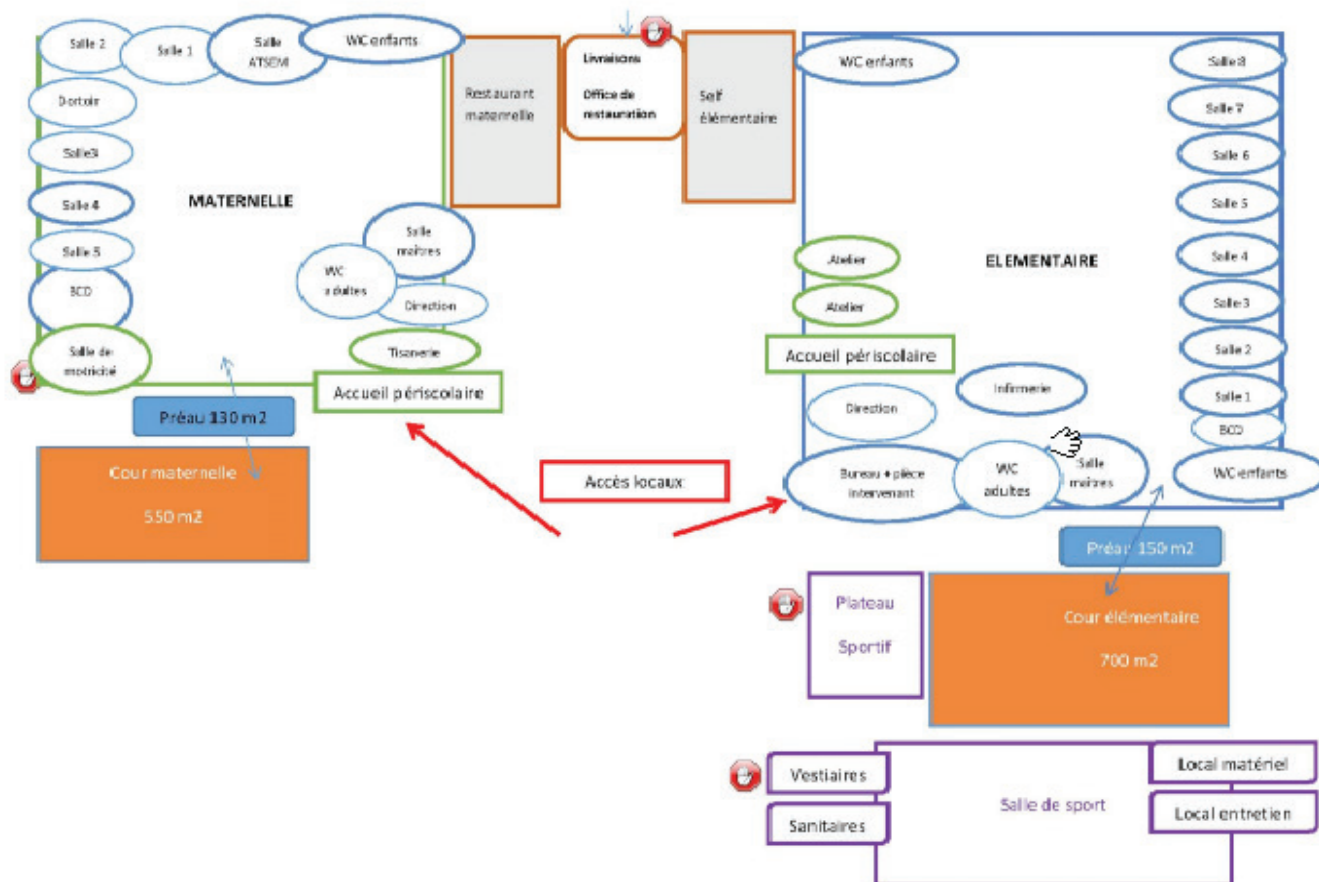 Salle 2
Salle 1
Salle
ATSEM
WC enfants
Dortoir
Salle3
Salle 4
Salle 5
BCD
Salle de
motricité
MATERNELLE
Salle
maîtres
WC
adultes
Direction
Tisanerie
Accueil périscolaire
Préau 130 m2
Cour maternelle
550 m2
Restaurant
maternelle
Livraisons
Office de
restauration
Self
élémentaire
Accès locaux
WC enfants
Atelier
Atelier
Accueil périscolaire
Direction
Bureau + pièce
intervenant
ELEMENTAIRE
Infirmerie
WC
adultes
Salle
maîtres
Salle 8
Salle 7
Salle 6
Salle 5
Salle 4
Salle 3
Salle 2
Salle 1
BCD
WC enfants
Préau 150 m2
Plateau
Sportif
Cour élémentaire
700 m2
Vestiaires
Sanitaires
Salle de sport
Local matériel
Local entretien